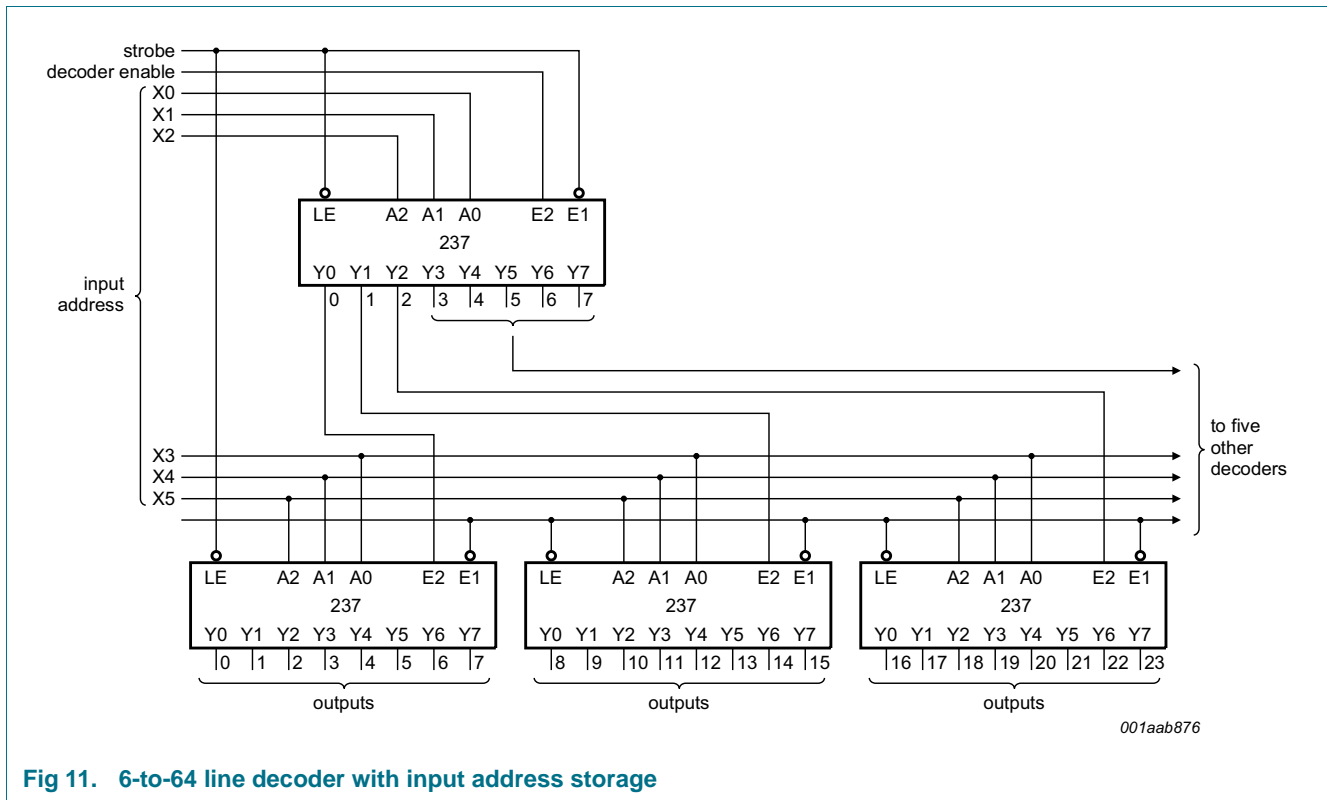 strobe
decoder enable
X0
X1
X2
LE A2 A1 A0 E2 E1
237
Y0 Y1 Y2 Y3 Y4 Y5 Y6 Y7
0 1 2 3 4 5 6 7
input
address
to five
other
decoders
X3
X4
X5
LE A2 A1 A0 E2 E1 LE A2 A1 A0 E2 E1 LE A2 A1 A0 E2 E1
237 237 237
Y0 Y1 Y2 Y3 Y4 Y5 Y6 Y7 Y0 Y1 Y2 Y3 Y4 Y5 Y6 Y7 Y0 Y1 Y2 Y3 Y4 Y5 Y6 Y7
0 1 2 3 4 5 6 7 8 9 10 11 12 13 14 15 16 17 18 19 20 21 22 23
outputs outputs outputs
001aab876
Fig 11. 6-to-64 line decoder with input address storage